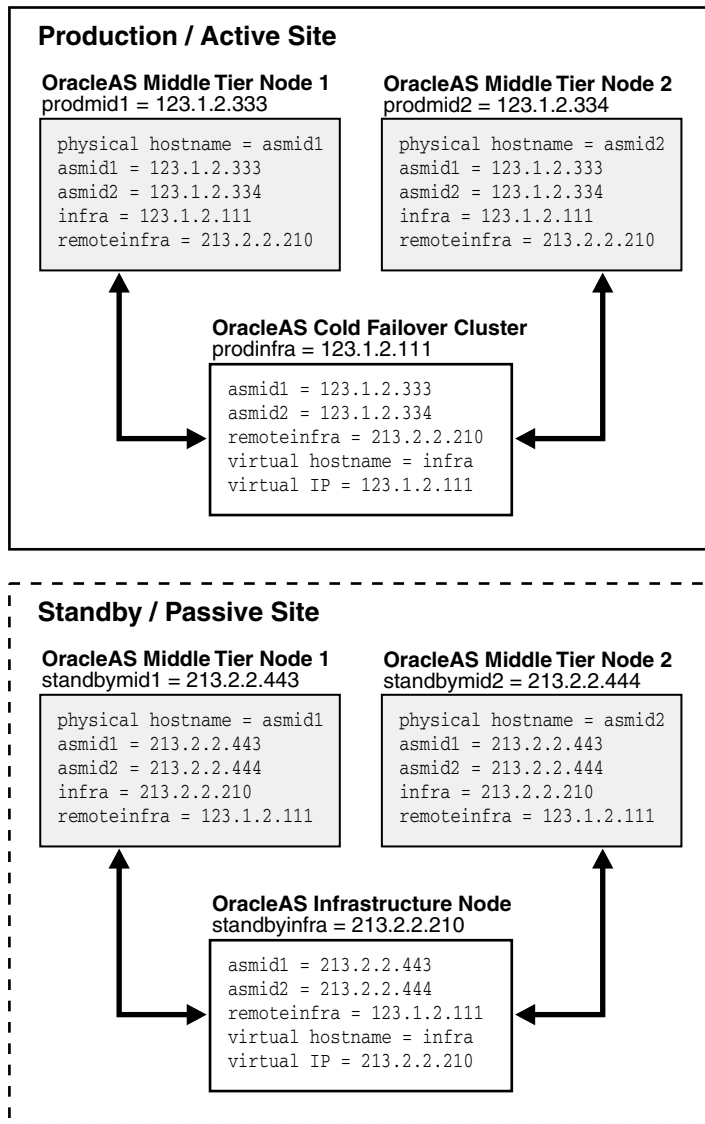 Production / Active Site
OracleAS Middle Tier Node 1
prodmid1 = 123.1.2.333
physical hostname = asmid1
asmid1 = 123.1.2.333
asmid2 = 123.1.2.334
infra = 123.1.2.111
remoteinfra = 213.2.2.210
OracleAS Middle Tier Node 2
prodmid2 = 123.1.2.334
physical hostname = asmid2
asmid1 = 123.1.2.333
asmid2 = 123.1.2.334
infra = 123.1.2.111
remoteinfra = 213.2.2.210
OracleAS Cold Failover Cluster
prodinfra = 123.1.2.111
asmid1 = 123.1.2.333
asmid2 = 123.1.2.334
remoteinfra = 213.2.2.210
virtual hostname = infra
virtual IP = 123.1.2.111
Standby / Passive Site
OracleAS Middle Tier Node 1
standbymid1 = 213.2.2.443
physical hostname = asmid1
asmid1 = 213.2.2.443
asmid2 = 213.2.2.444
infra = 213.2.2.210
remoteinfra = 123.1.2.111
OracleAS Middle Tier Node 2
standbymid2 = 213.2.2.444
physical hostname = asmid2
asmid1 = 213.2.2.443
asmid2 = 213.2.2.444
infra = 213.2.2.210
remoteinfra = 123.1.2.111
OracleAS Infrastructure Node
standbyinfra = 213.2.2.210
asmid1 = 213.2.2.443
asmid2 = 213.2.2.444
remoteinfra = 123.1.2.111
virtual hostname = infra
virtual IP = 213.2.2.210